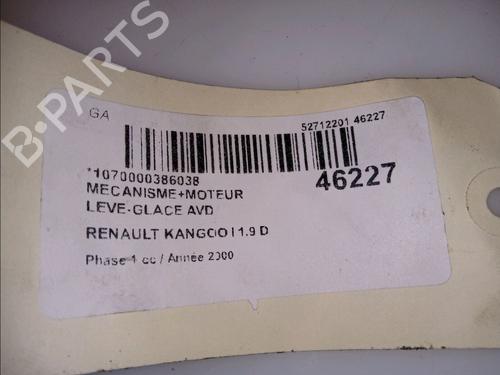 B-PARTS
GA
52712201 46227
*1070000386038
46227
MECANISME+MOTEUR
LEVE-GLACE AVD
RENAULT KANGOO I 1.9 D
Phase 1 cc / Année 2000